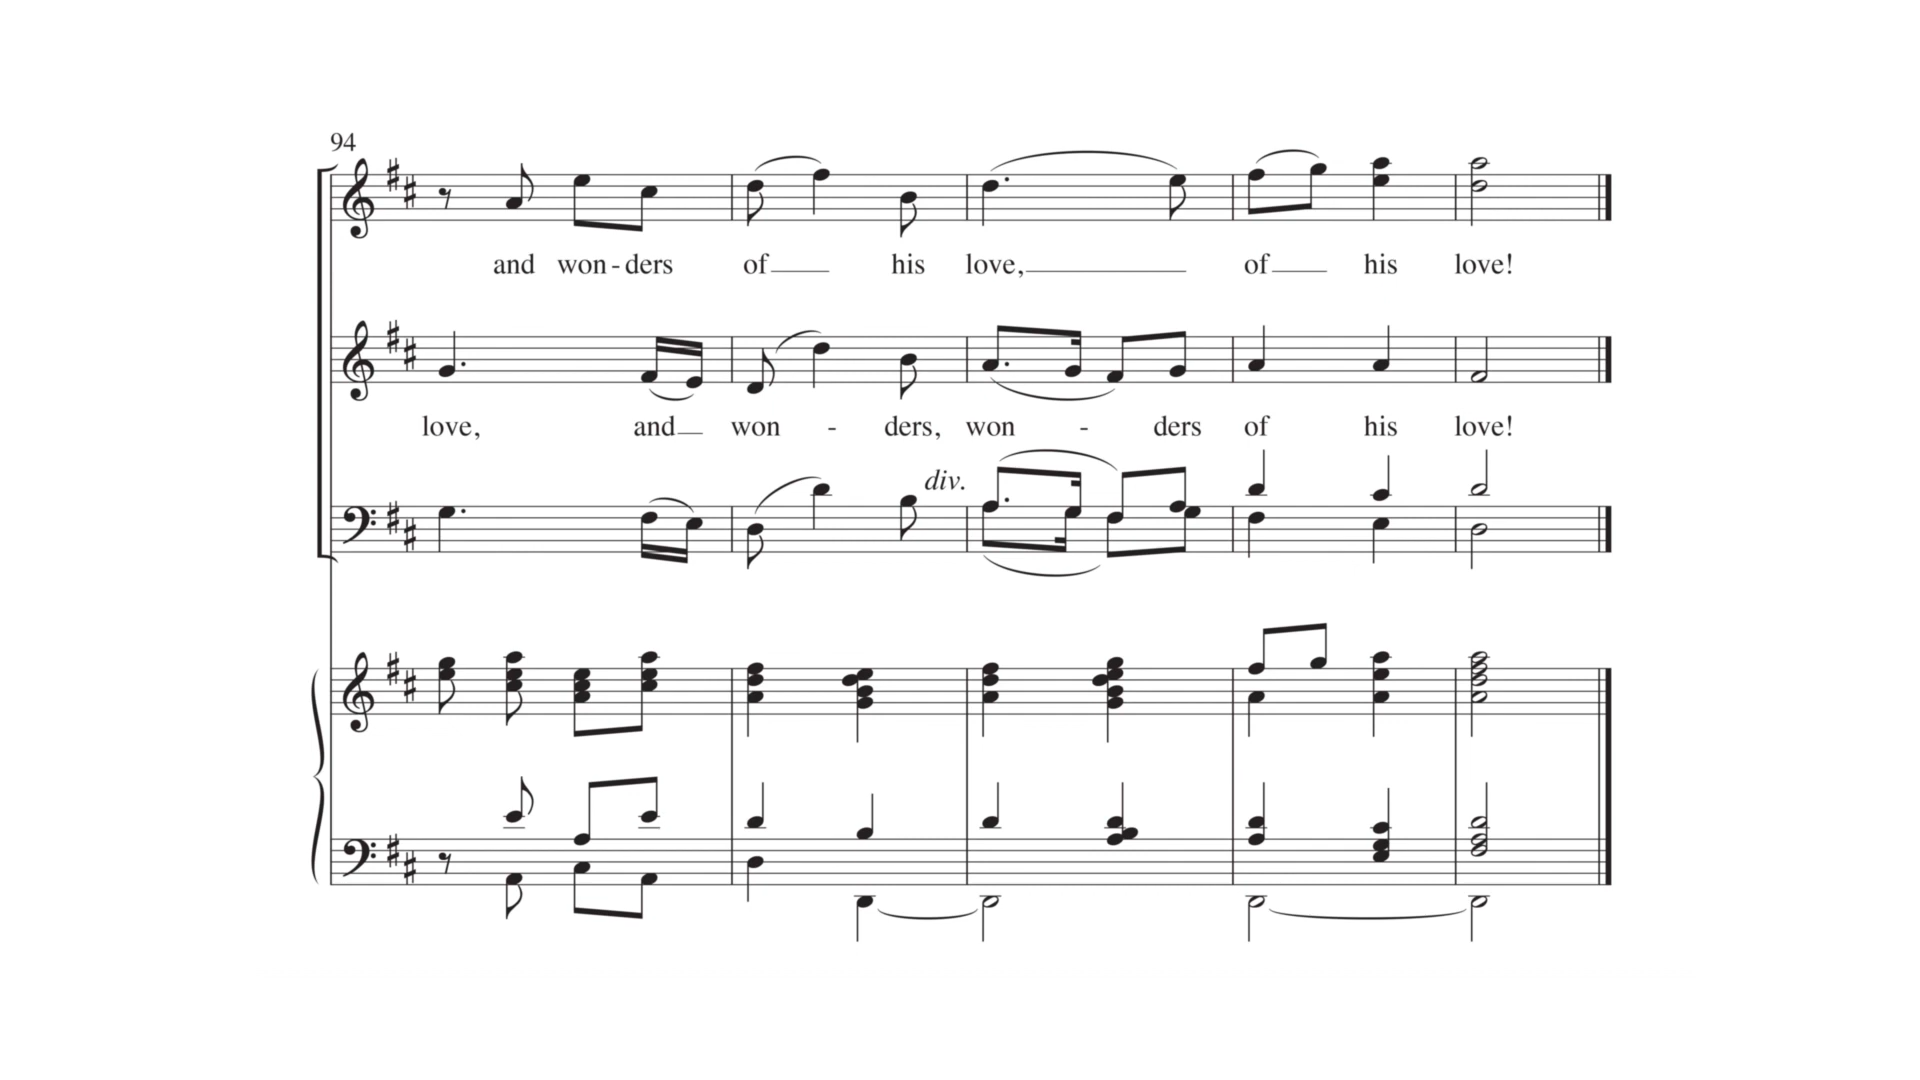 94
and won - ders of his love, of his love!
love, and won - ders, won - ders of his love!
div.